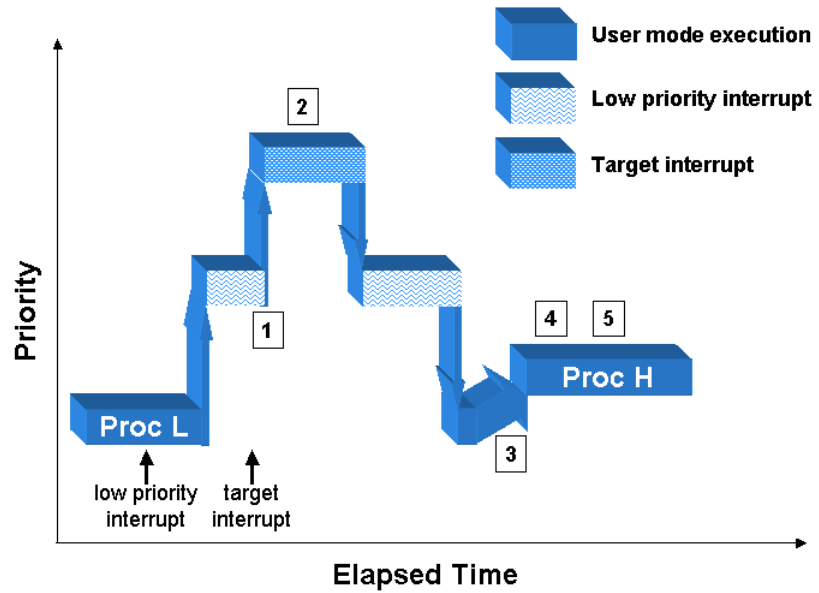 User mode execution
Low priority interrupt
Target interrupt
2
1
4 5
Proc H
Proc L
3
low priority
interrupt
target
interrupt
Priority
Elapsed Time